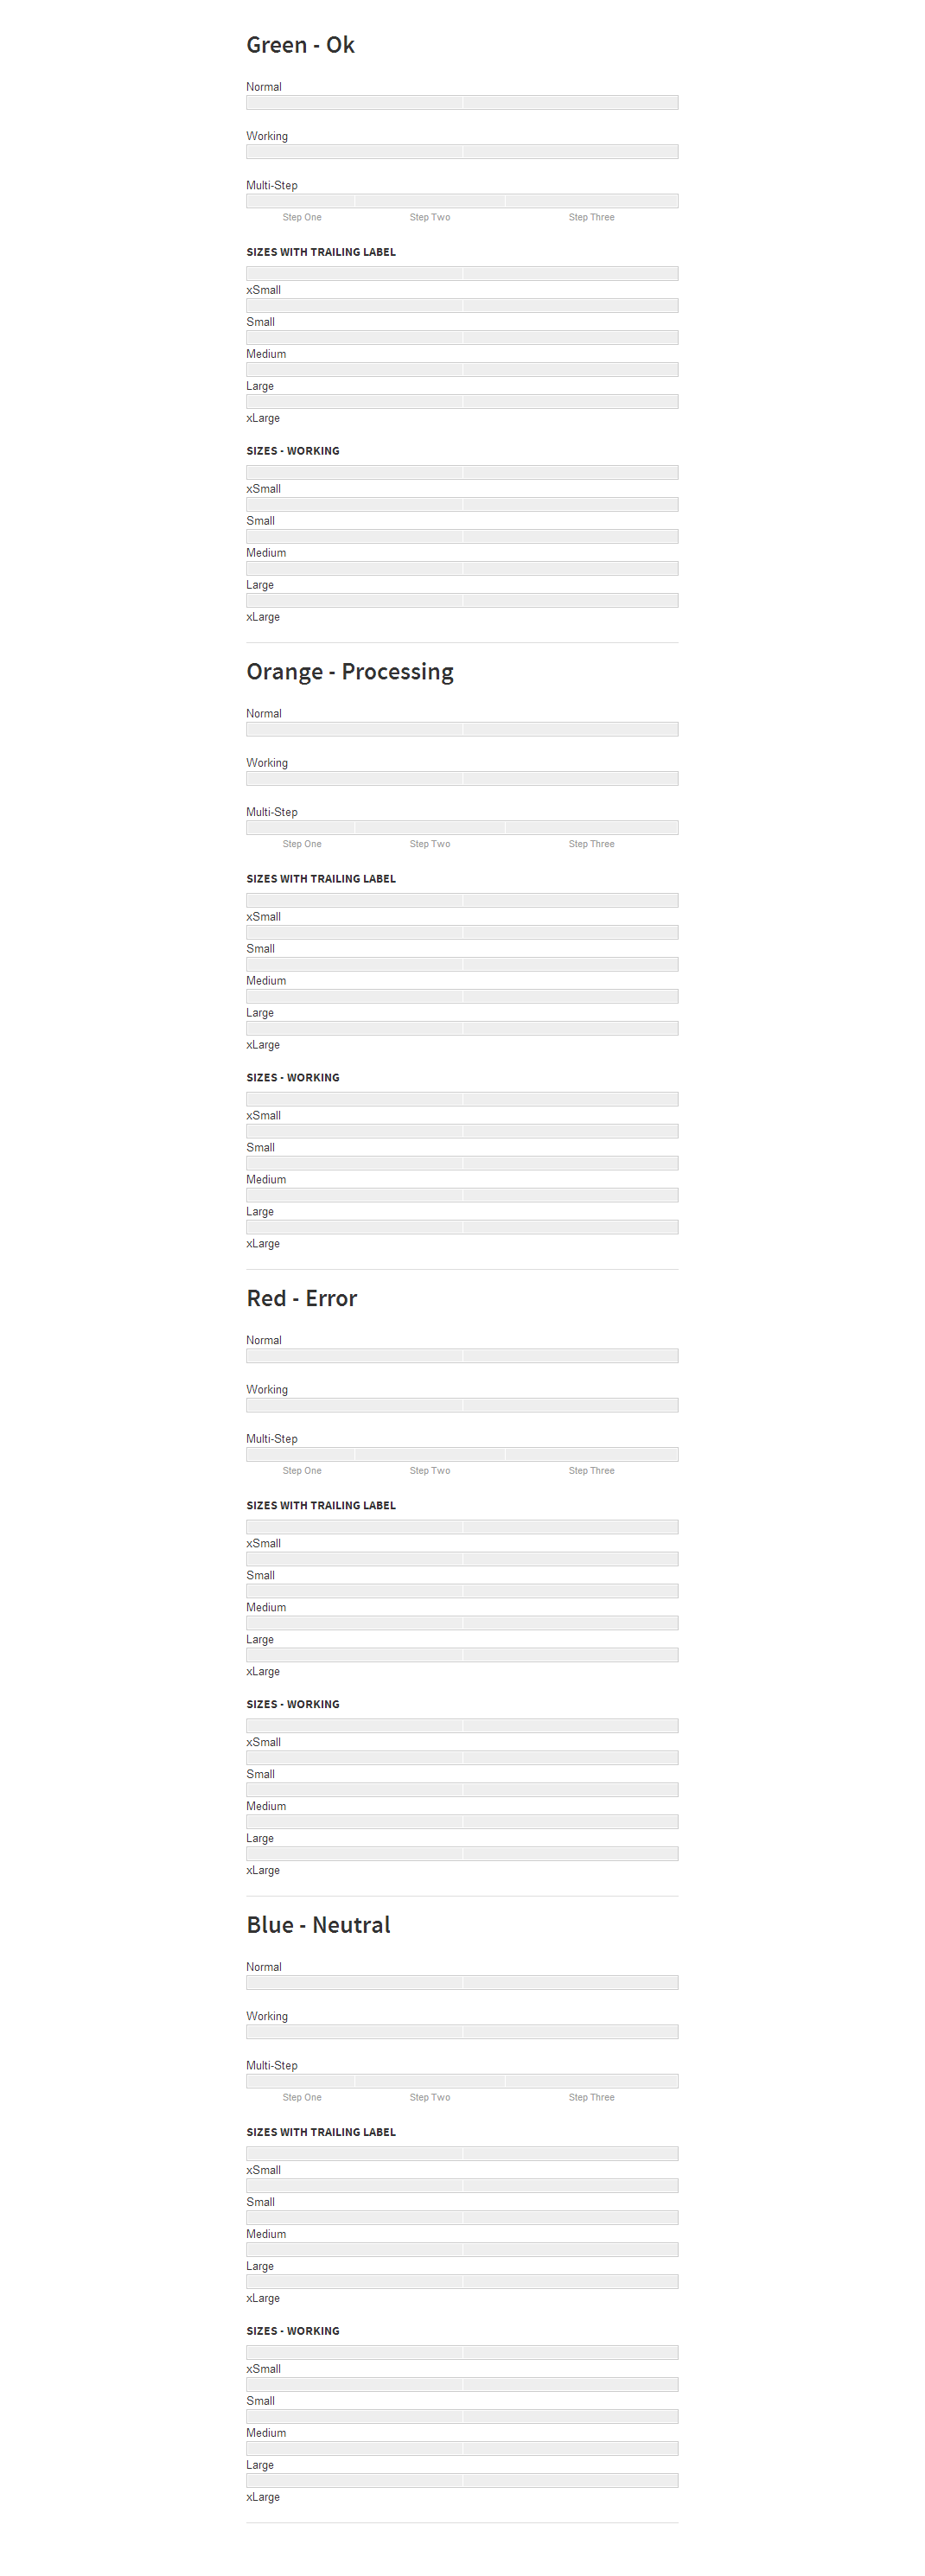 Green - Ok
Normal
Working
Multi-Step
Step One Step Two Step Three
SIZES WITH TRAILING LABEL
xSmall
Small
Medium
Large
xLarge
SIZES - WORKING
xSmall
Small
Medium
Large
xLarge
Orange - Processing
Normal
Working
Multi-Step
Step One Step Two Step Three
SIZES WITH TRAILING LABEL
xSmall
Small
Medium
Large
xLarge
SIZES - WORKING
xSmall
Small
Medium
Large
xLarge
Red - Error
Normal
Working
Multi-Step
Step One Step Two Step Three
SIZES WITH TRAILING LABEL
xSmall
Small
Medium
Large
xLarge
SIZES - WORKING
xSmall
Small
Medium
Large
xLarge
Blue - Neutral
Normal
Working
Multi-Step
Step One Step Two Step Three
SIZES WITH TRAILING LABEL
xSmall
Small
Medium
Large
xLarge
SIZES - WORKING
xSmall
Small
Medium
Large
xLarge